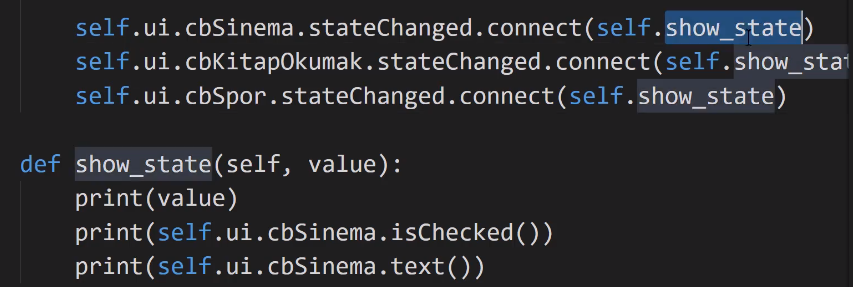 self.ui.cbSinema.stateChanged.connect(self.show_state)
self.ui.cbKitapOkumak.stateChanged.connect(self.show_stat
self.ui.cbSpor.stateChanged.connect(self.show_state)
def show_state(self, value):
print(value)
print(self.ui.cbSinema.isChecked())
print(self.ui.cbSinema.text())